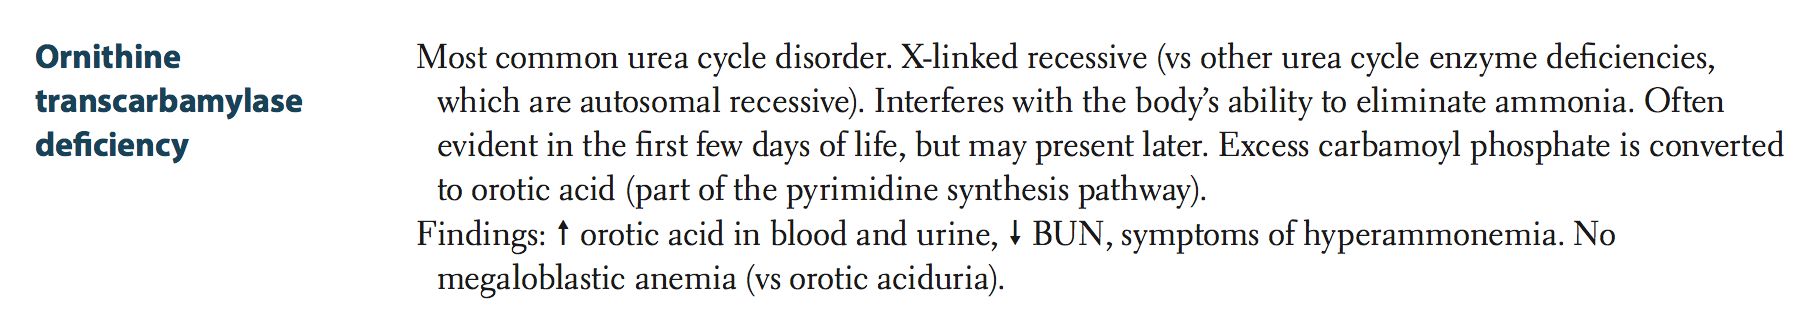 Ornithine
transcarbamylase
deficiency
Most common urea cycle disorder. X-linked recessive (vs other urea cycle enzyme deficiencies,
which are autosomal recessive). Interferes with the body’s ability to eliminate ammonia. Often
evident in the first few days of life, but may present later. Excess carbamoyl phosphate is converted
to orotic acid (part of the pyrimidine synthesis pathway).
Findings: ↑ orotic acid in blood and urine, ↓ BUN, symptoms of hyperammonemia. No
megaloblastic anemia (vs orotic aciduria).